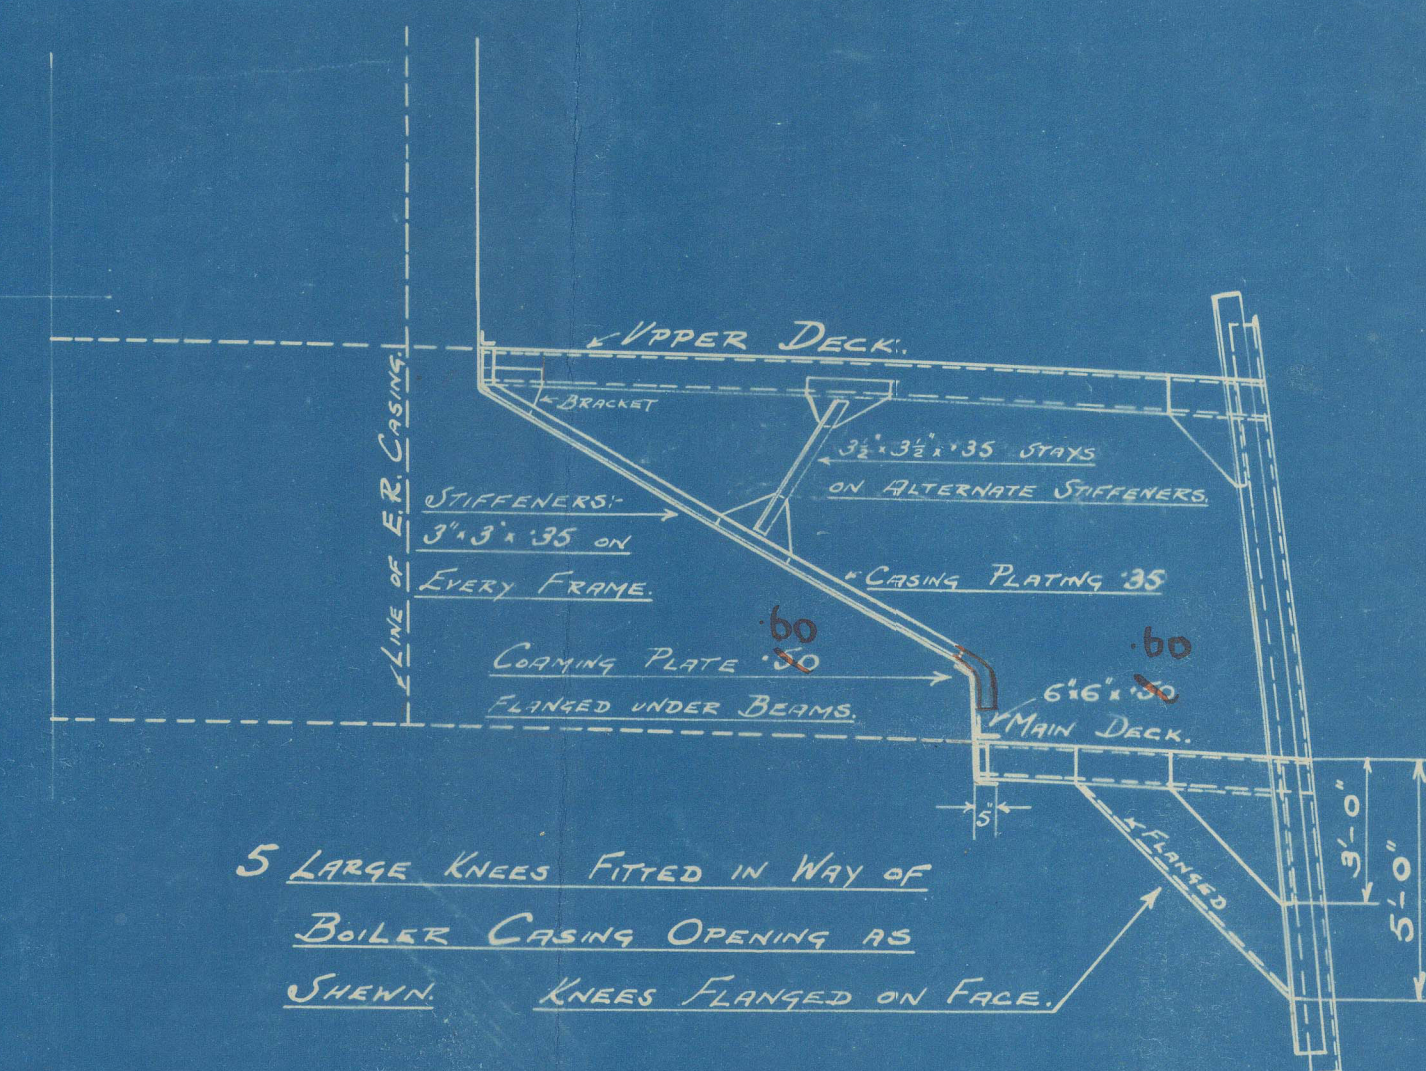 UPPER DECK.
BRACKET
3½" x 3½" x ·35 STAYS
ON ALTERNATE STIFFENERS.
LINE OF E.R. CASING.
STIFFENERS:-
3" x 3" x ·35 ON
EVERY FRAME.
CASING PLATING ·35
·60
COAMING PLATE ·50
FLANGED UNDER BEAMS.
·60
6" x 6" x ·50
MAIN DECK.
5"
FLANGED
3'-0"
5'-0"
5 LARGE KNEES FITTED IN WAY OF
BOILER CASING OPENING AS
SHEWN. KNEES FLANGED ON FACE.